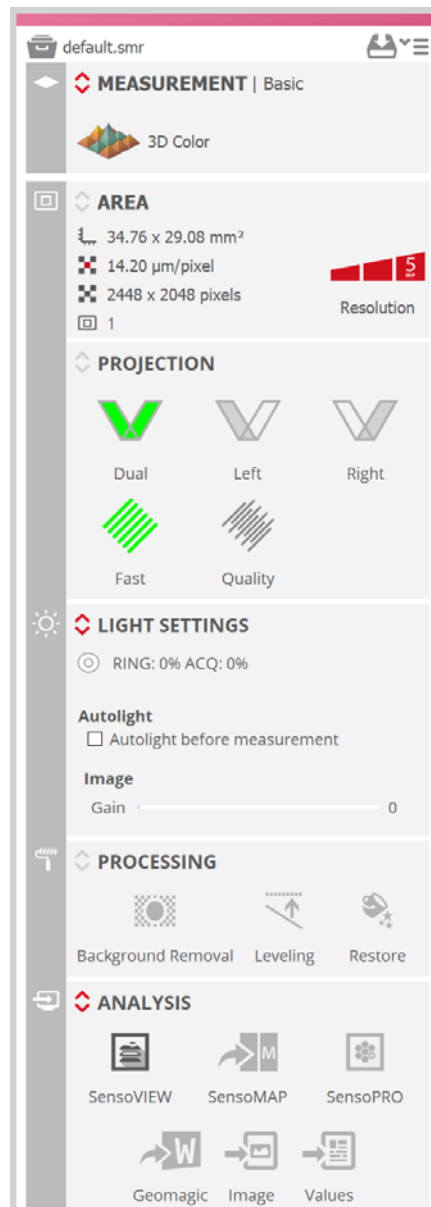 default.smr
MEASUREMENT | Basic
3D Color
AREA
34.76 x 29.08 mm²
14.20 µm/pixel
2448 x 2048 pixels
1
5
Resolution
PROJECTION
Dual Left Right
Fast Quality
LIGHT SETTINGS
RING: 0% ACQ: 0%
Autolight
Autolight before measurement
Image
Gain 0
PROCESSING
Background Removal Leveling Restore
ANALYSIS
M
SensoVIEW SensoMAP SensoPRO
W
Geomagic Image Values